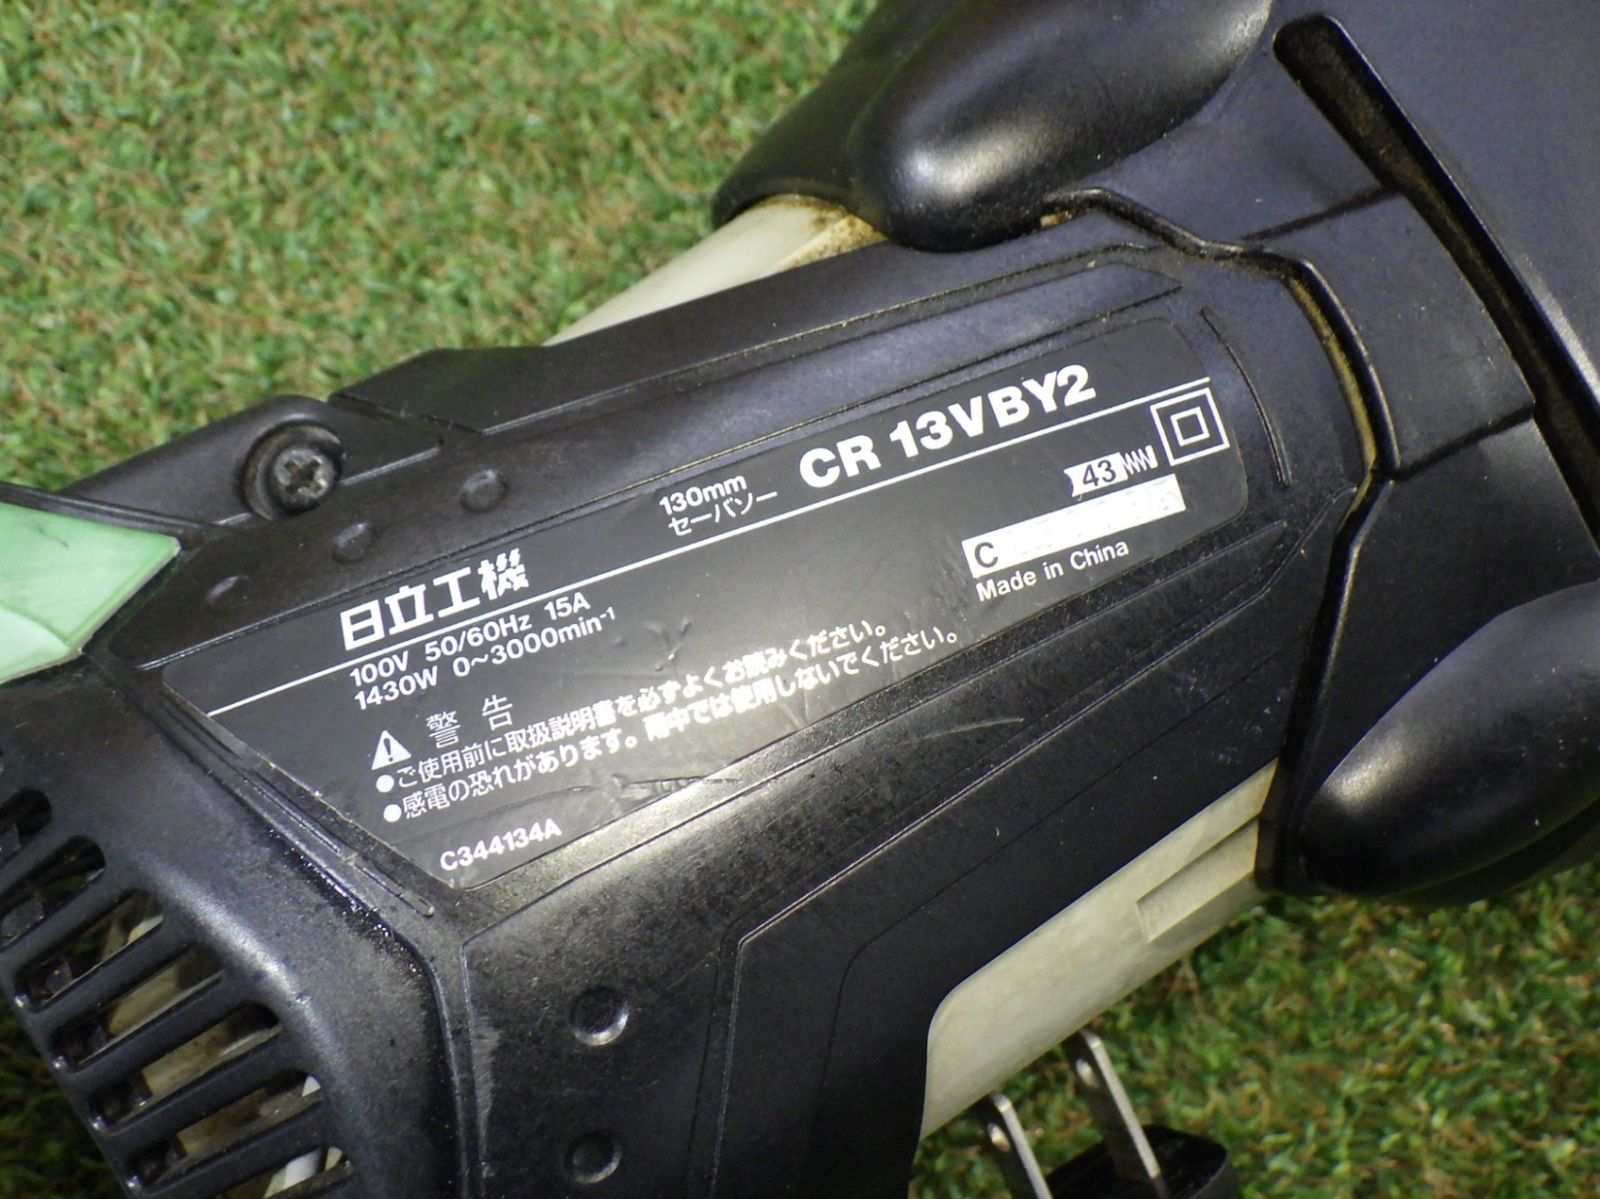 130mm
セーバソー
CR 13VBY2
日立工機
100V 50/60Hz 15A
1430W 0~3000min⁻¹
43
C
Made in China
警告
●ご使用前に取扱説明書を必ずよくお読みください。
●感電の恐れがあります。雨中では使用しないでください。
C344134A